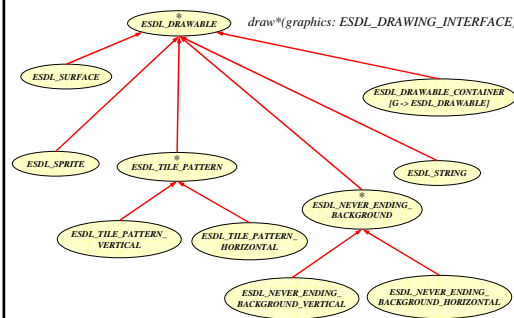 *
ESDL_DRAWABLE
draw*(graphics: ESDL_DRAWING_INTERFACE)
ESDL_SURFACE
ESDL_DRAWABLE_CONTAINER
[G -> ESDL_DRAWABLE]
ESDL_SPRITE
*
ESDL_TILE_PATTERN
ESDL_STRING
*
ESDL_NEVER_ENDING_
BACKGROUND
ESDL_TILE_PATTERN_
VERTICAL
ESDL_TILE_PATTERN_
HORIZONTAL
ESDL_NEVER_ENDING_
BACKGROUND_VERTICAL
ESDL_NEVER_ENDING_
BACKGROUND_HORIZONTAL